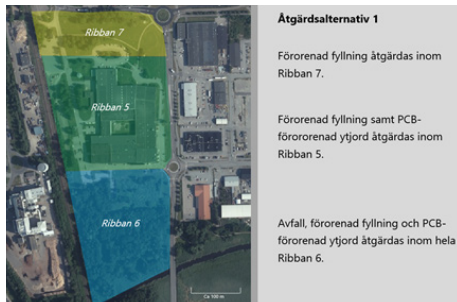 Ribban 7
Ribban 5
Ribban 6
Ca 100 m
Åtgärdsalternativ 1
Förorenad fyllning åtgärdas inom
Ribban 7.
Förorenad fyllning samt PCB-
förororenad ytjord åtgärdas inom
Ribban 5.
Avfall, förorenad fyllning och PCB-
förorenad ytjord åtgärdas inom hela
Ribban 6.